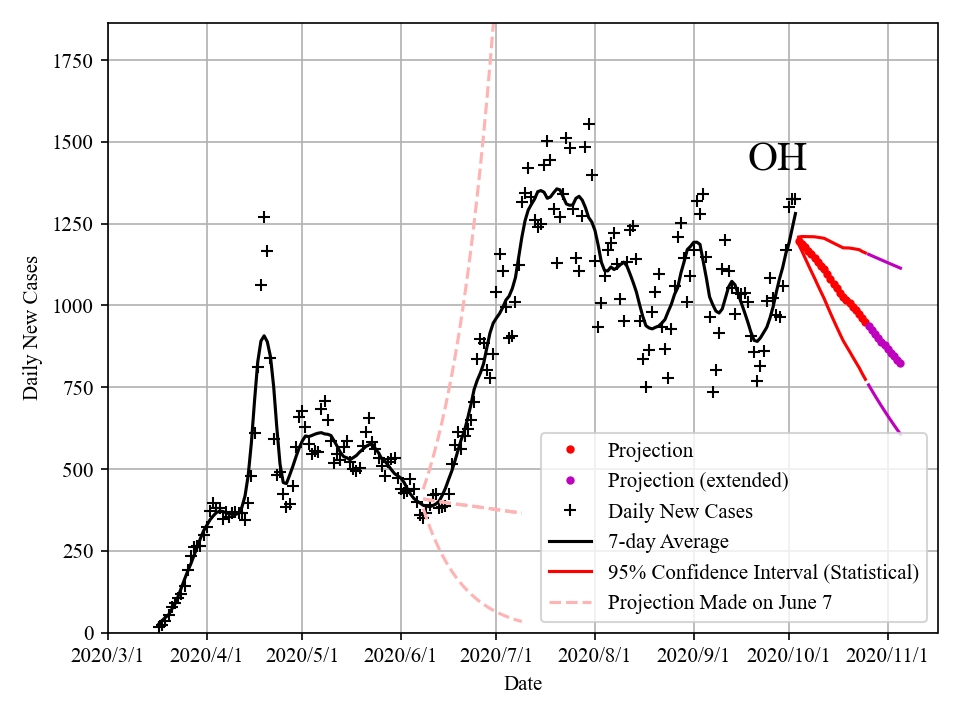 1750
1500
1250
1000
750
500
250
0
Daily New Cases
OH
Projection
Projection (extended)
Daily New Cases
7-day Average
95% Confidence Interval (Statistical)
Projection Made on June 7
2020/3/1 2020/4/1 2020/5/1 2020/6/1 2020/7/1 2020/8/1 2020/9/1 2020/10/1 2020/11/1
Date